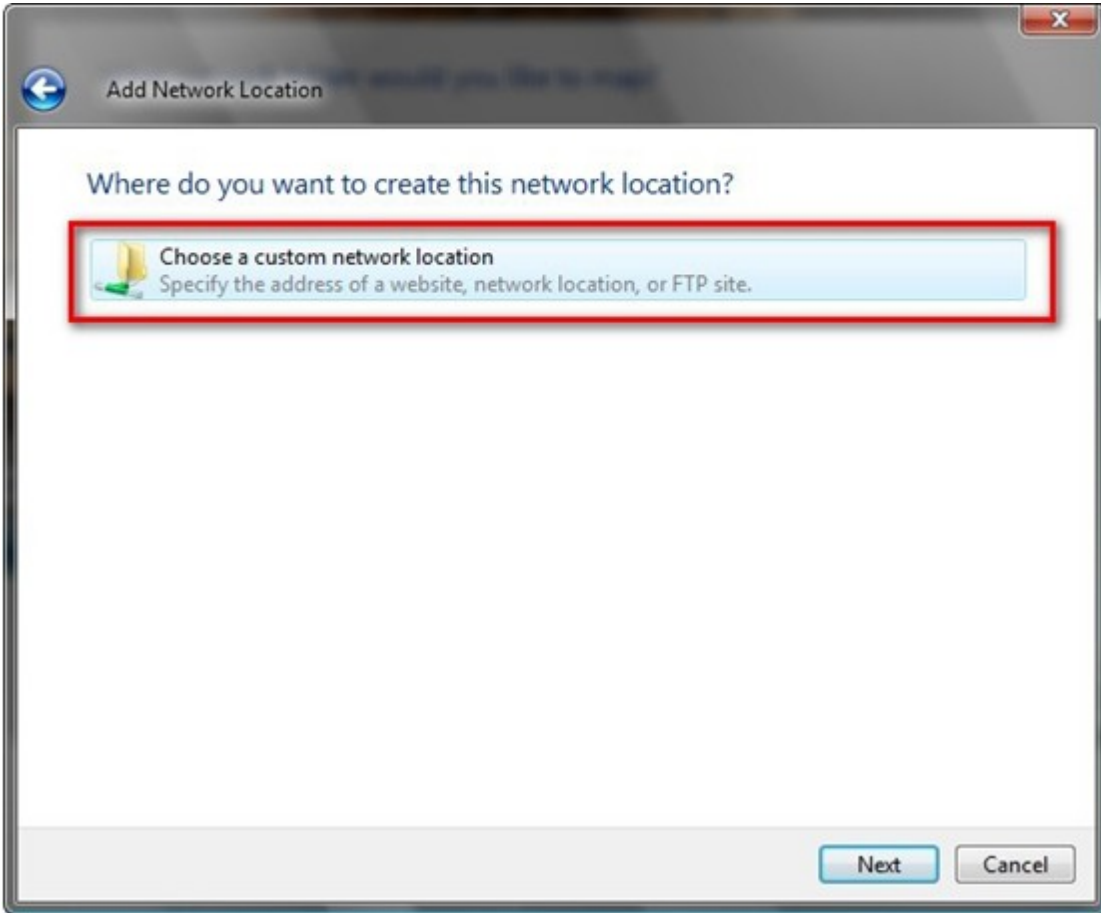 Add Network Location
Where do you want to create this network location?
Choose a custom network location
Specify the address of a website, network location, or FTP site.
Next
Cancel